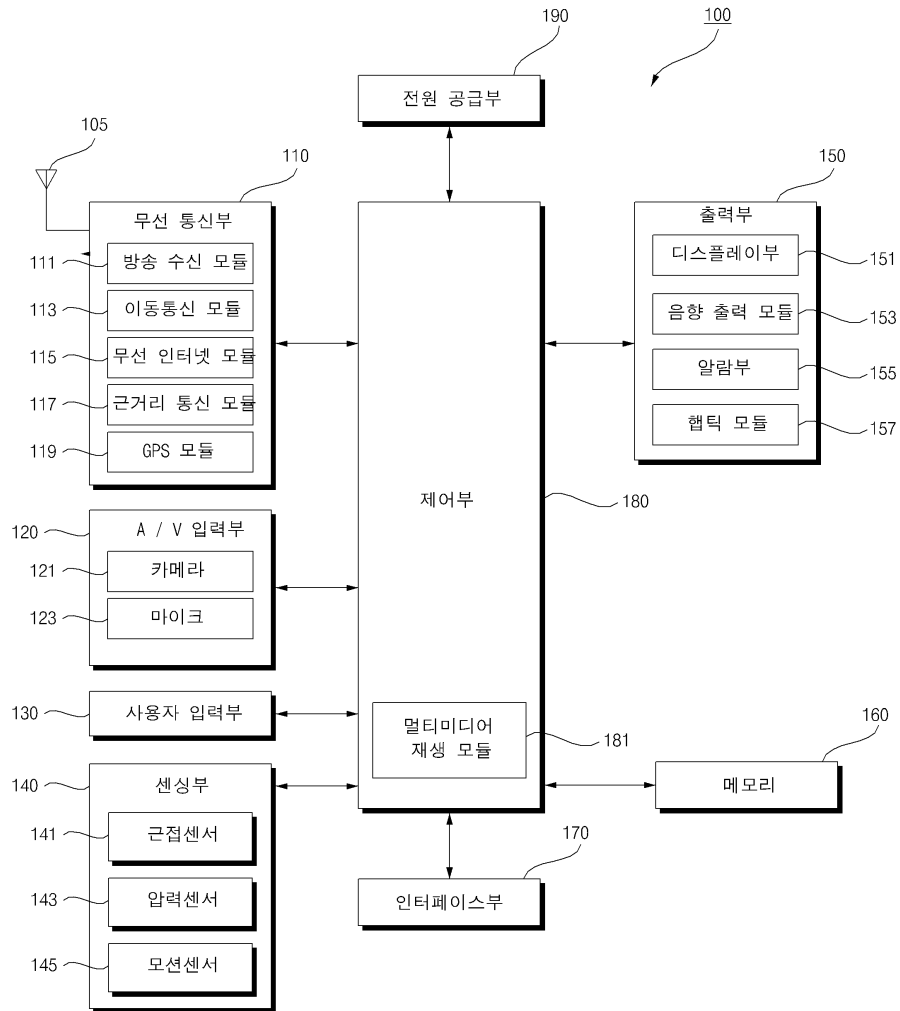 190
100
전원 공급부
105
110
150
무선 통신부
출력부
111
방송 수신 모듈
디스플레이부
151
113
이동통신 모듈
음향 출력 모듈
153
115
무선 인터넷 모듈
알람부
155
117
근거리 통신 모듈
햅틱 모듈
157
119
GPS 모듈
제어부
180
120
A / V 입력부
121
카메라
123
마이크
130
사용자 입력부
멀티미디어
재생 모듈
181
160
140
센싱부
메모리
141
근접센서
170
143
압력센서
인터페이스부
145
모션센서